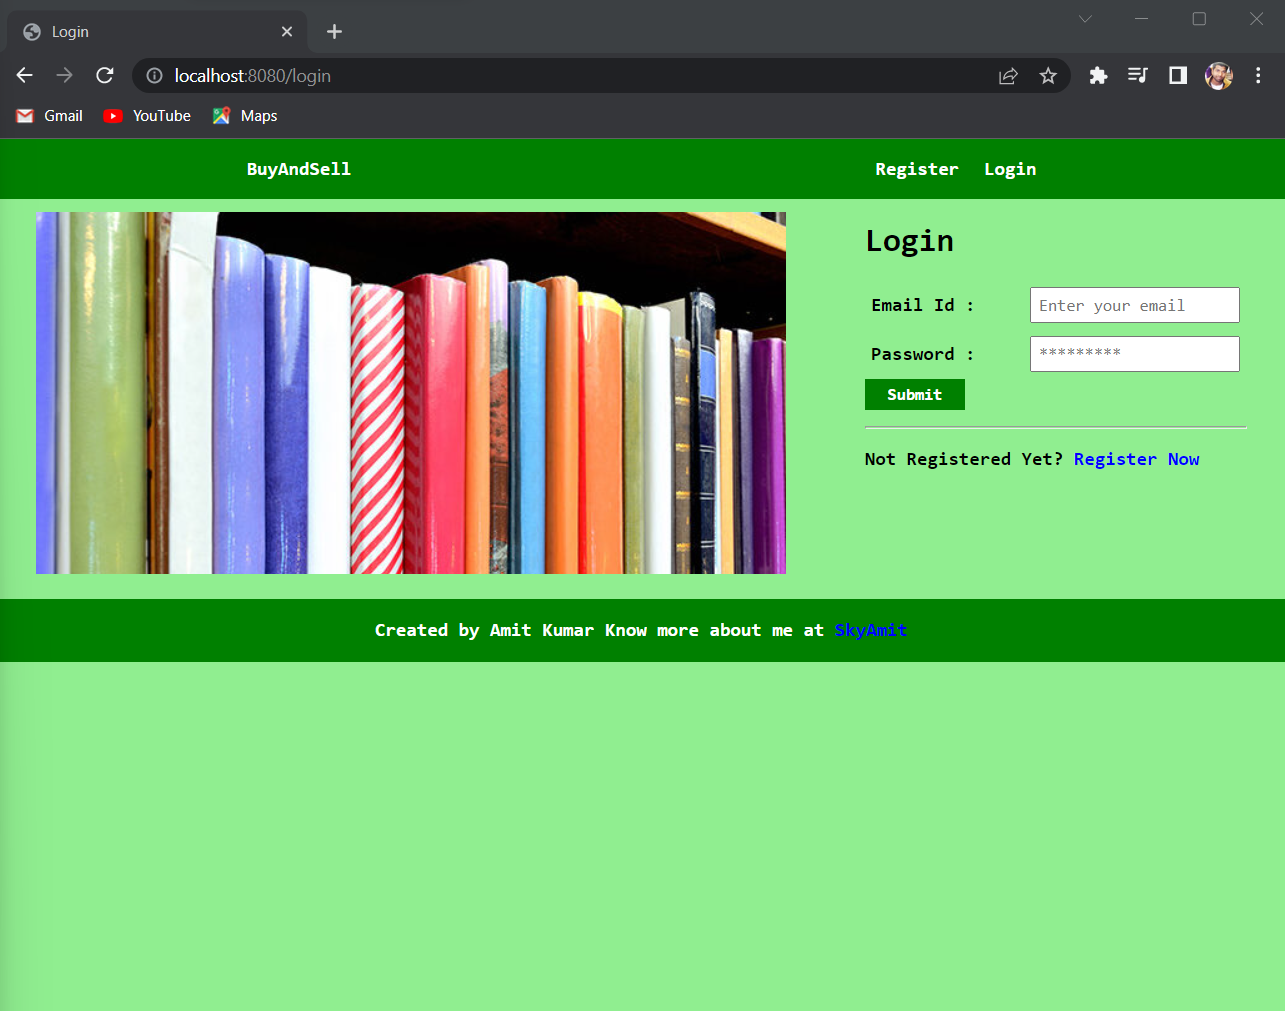 Login
localhost:8080/login
Gmail YouTube Maps
BuyAndSell Register Login
Login
Email Id : Enter your email
Password : *********
Submit
Not Registered Yet? Register Now
Created by Amit Kumar Know more about me at SkyAmit